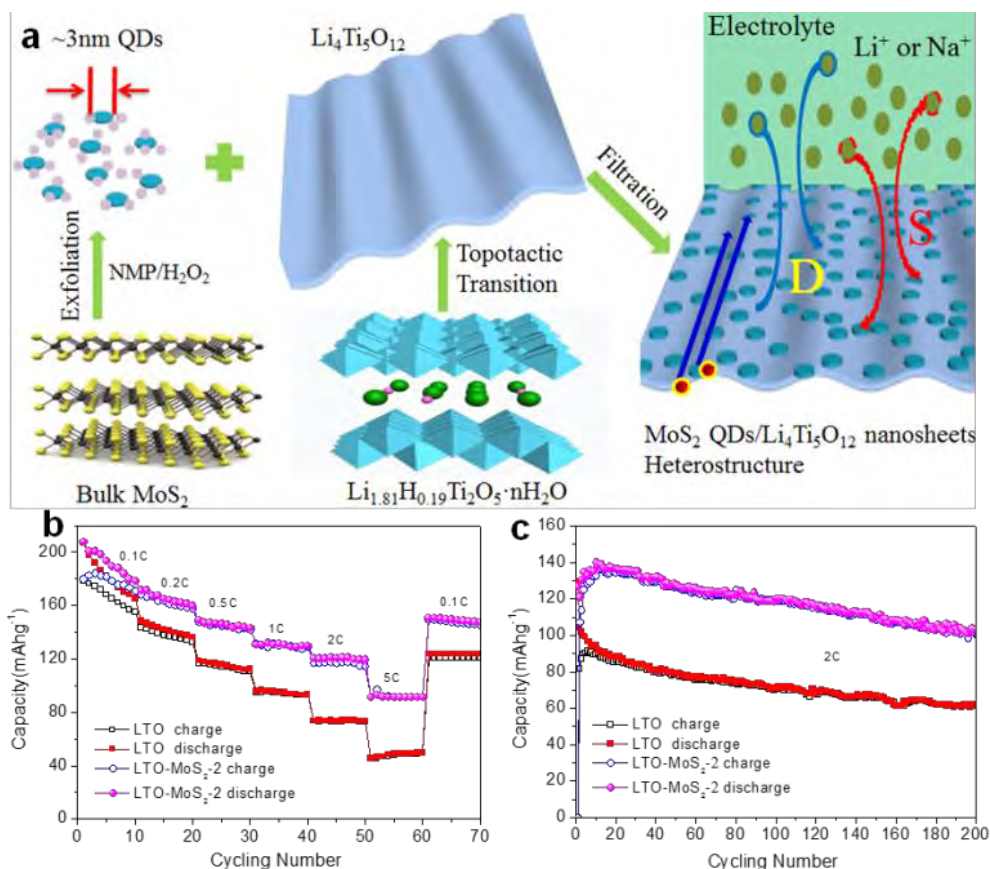 a
~3nm QDs
Exfoliation
NMP/H₂O₂
Bulk MoS₂
Li₄Ti₅O₁₂
Topotactic
Transition
Li₁.₈₁H₀.₁₉Ti₂O₅·nH₂O
Filtration
Electrolyte
Li⁺ or Na⁺
D
S
MoS₂ QDs/Li₄Ti₅O₁₂ nanosheets
Heterostructure
b
Capacity(mAhg⁻¹)
200
160
120
80
40
0
0.1C
0.2C
0.5C
1C
2C
5C
0.1C
LTO charge
LTO discharge
LTO-MoS₂-2 charge
LTO-MoS₂-2 discharge
0 10 20 30 40 50 60 70
Cycling Number
c
Capacity(mAhg⁻¹)
160
140
120
100
80
60
40
20
0
2C
LTO charge
LTO discharge
LTO-MoS₂-2 charge
LTO-MoS₂-2 discharge
0 20 40 60 80 100 120 140 160 180 200
Cycling Number